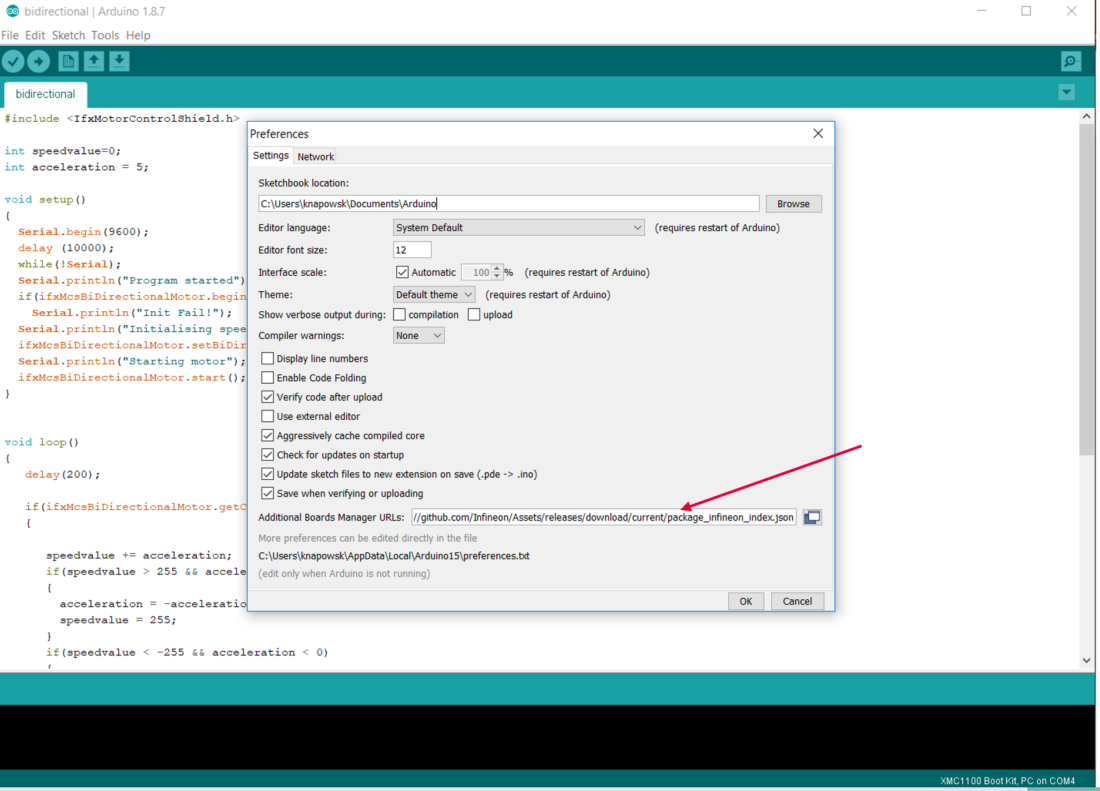 bidirectional | Arduino 1.8.7
File Edit Sketch Tools Help
bidirectional
#include <IfxMotorControlShield.h>
int speedvalue=0;
int acceleration = 5;
void setup()
{
Serial.begin(9600);
delay (10000);
while(!Serial);
Serial.println("Program started")
if(ifxMcsBiDirectionalMotor.begin
Serial.println("Init Fail!");
Serial.println("Initialising spee
ifxMcsBiDirectionalMotor.setBiDir
Serial.println("Starting motor");
ifxMcsBiDirectionalMotor.start();
}
void loop()
{
delay(200);
if(ifxMcsBiDirectionalMotor.getC
{
speedvalue += acceleration;
if(speedvalue > 255 && accele
{
acceleration = -acceleratio
speedvalue = 255;
}
if(speedvalue < -255 && acceleration < 0)
Preferences
Settings Network
Sketchbook location:
C:\Users\knapowsk\Documents\Arduino
Browse
Editor language: System Default (requires restart of Arduino)
Editor font size: 12
Interface scale: Automatic 100 % (requires restart of Arduino)
Theme: Default theme (requires restart of Arduino)
Show verbose output during: compilation upload
Compiler warnings: None
Display line numbers
Enable Code Folding
Verify code after upload
Use external editor
Aggressively cache compiled core
Check for updates on startup
Update sketch files to new extension on save (.pde -> .ino)
Save when verifying or uploading
Additional Boards Manager URLs: //github.com/Infineon/Assets/releases/download/current/package_infineon_index.json
More preferences can be edited directly in the file
C:\Users\knapowsk\AppData\Local\Arduino15\preferences.txt
(edit only when Arduino is not running)
OK Cancel
XMC1100 Boot Kit, PC on COM4